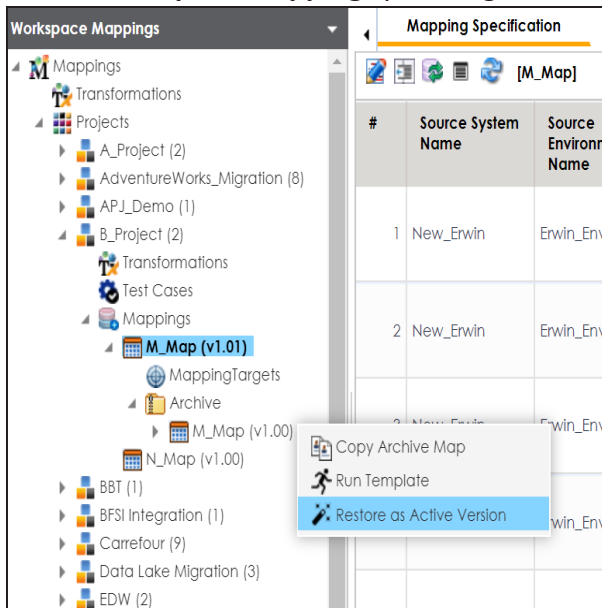 Workspace Mappings
Mappings
Transformations
Projects
A_Project (2)
AdventureWorks_Migration (8)
APJ_Demo (1)
B_Project (2)
Transformations
Test Cases
Mappings
M_Map (v1.01)
MappingTargets
Archive
M_Map (v1.00)
N_Map (v1.00)
BBT (1)
BFSI Integration (1)
Carrefour (9)
Data Lake Migration (3)
EDW (2)
Copy Archive Map
Run Template
Restore as Active Version
Mapping Specification
[M_Map]
# Source System Name Source Environm Name
1 New_Erwin Erwin_Env
2 New_Erwin Erwin_Env
rwin_Env
rwin_Env